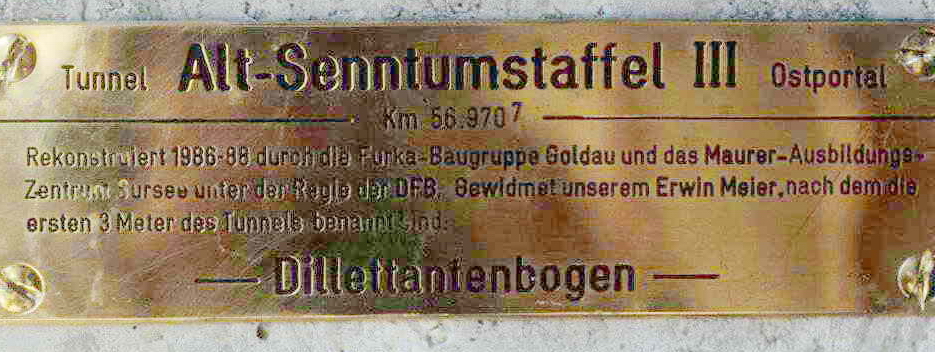 Tunnel Alt-Senntumstaffel III Ostportal
Km 56.970⁷
Rekonstruiert 1986-88 durch die Furka-Baugruppe Goldau und das Maurer-Ausbildungs-
Zentrum Sursee unter der Regie der DFB. Gewidmet unserem Erwin Meier, nach dem die
ersten 3 Meter des Tunnels benannt sind:
Dillettantenbogen